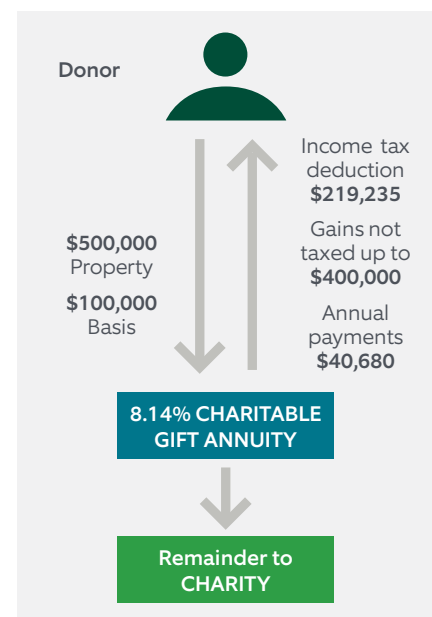 Donor
$500,000
Property
$100,000
Basis
Income tax
deduction
$219,235
Gains not
taxed up to
$400,000
Annual
payments
$40,680
8.14% CHARITABLE
GIFT ANNUITY
Remainder to
CHARITY